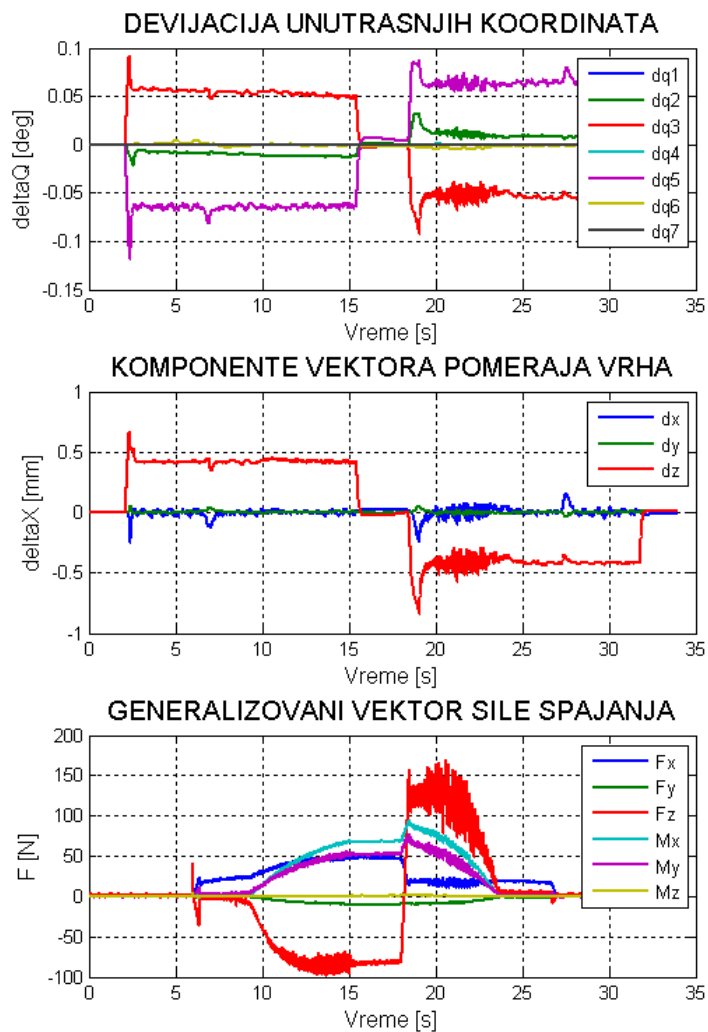 DEVIJACIJA UNUTRASNJIH KOORDINATA
deltaQ [deg]
0.1
0.05
0
-0.05
-0.1
-0.15
dq1
dq2
dq3
dq4
dq5
dq6
dq7
0 5 10 15 20 25 30 35
Vreme [s]
KOMPONENTE VEKTORA POMERAJA VRHA
deltaX [mm]
1
0.5
0
-0.5
-1
dx
dy
dz
0 5 10 15 20 25 30 35
Vreme [s]
GENERALIZOVANI VEKTOR SILE SPAJANJA
F [N]
200
150
100
50
0
-50
-100
Fx
Fy
Fz
Mx
My
Mz
0 5 10 15 20 25 30 35
Vreme [s]